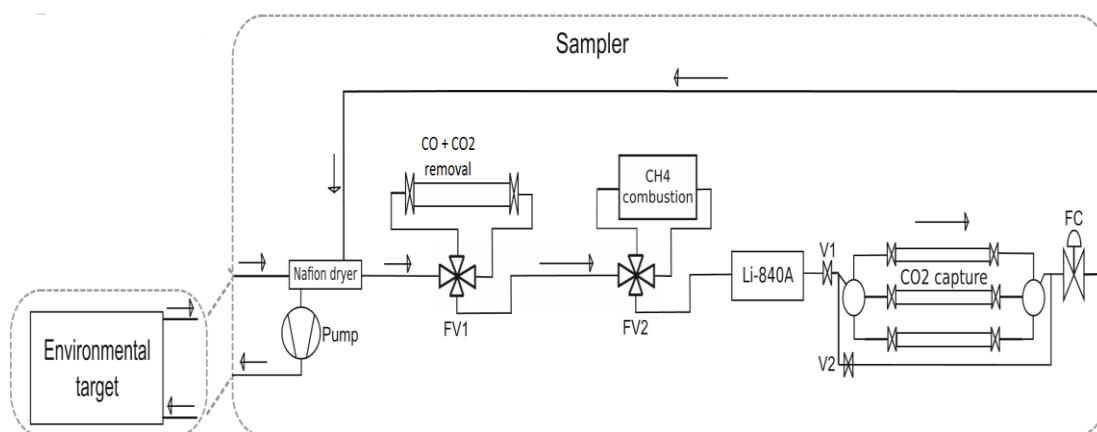 Sampler
CO + CO2
removal
CH4
combustion
Nafion dryer
FV1
FV2
Li-840A
V1
CO2 capture
FC
V2
Pump
Environmental
target